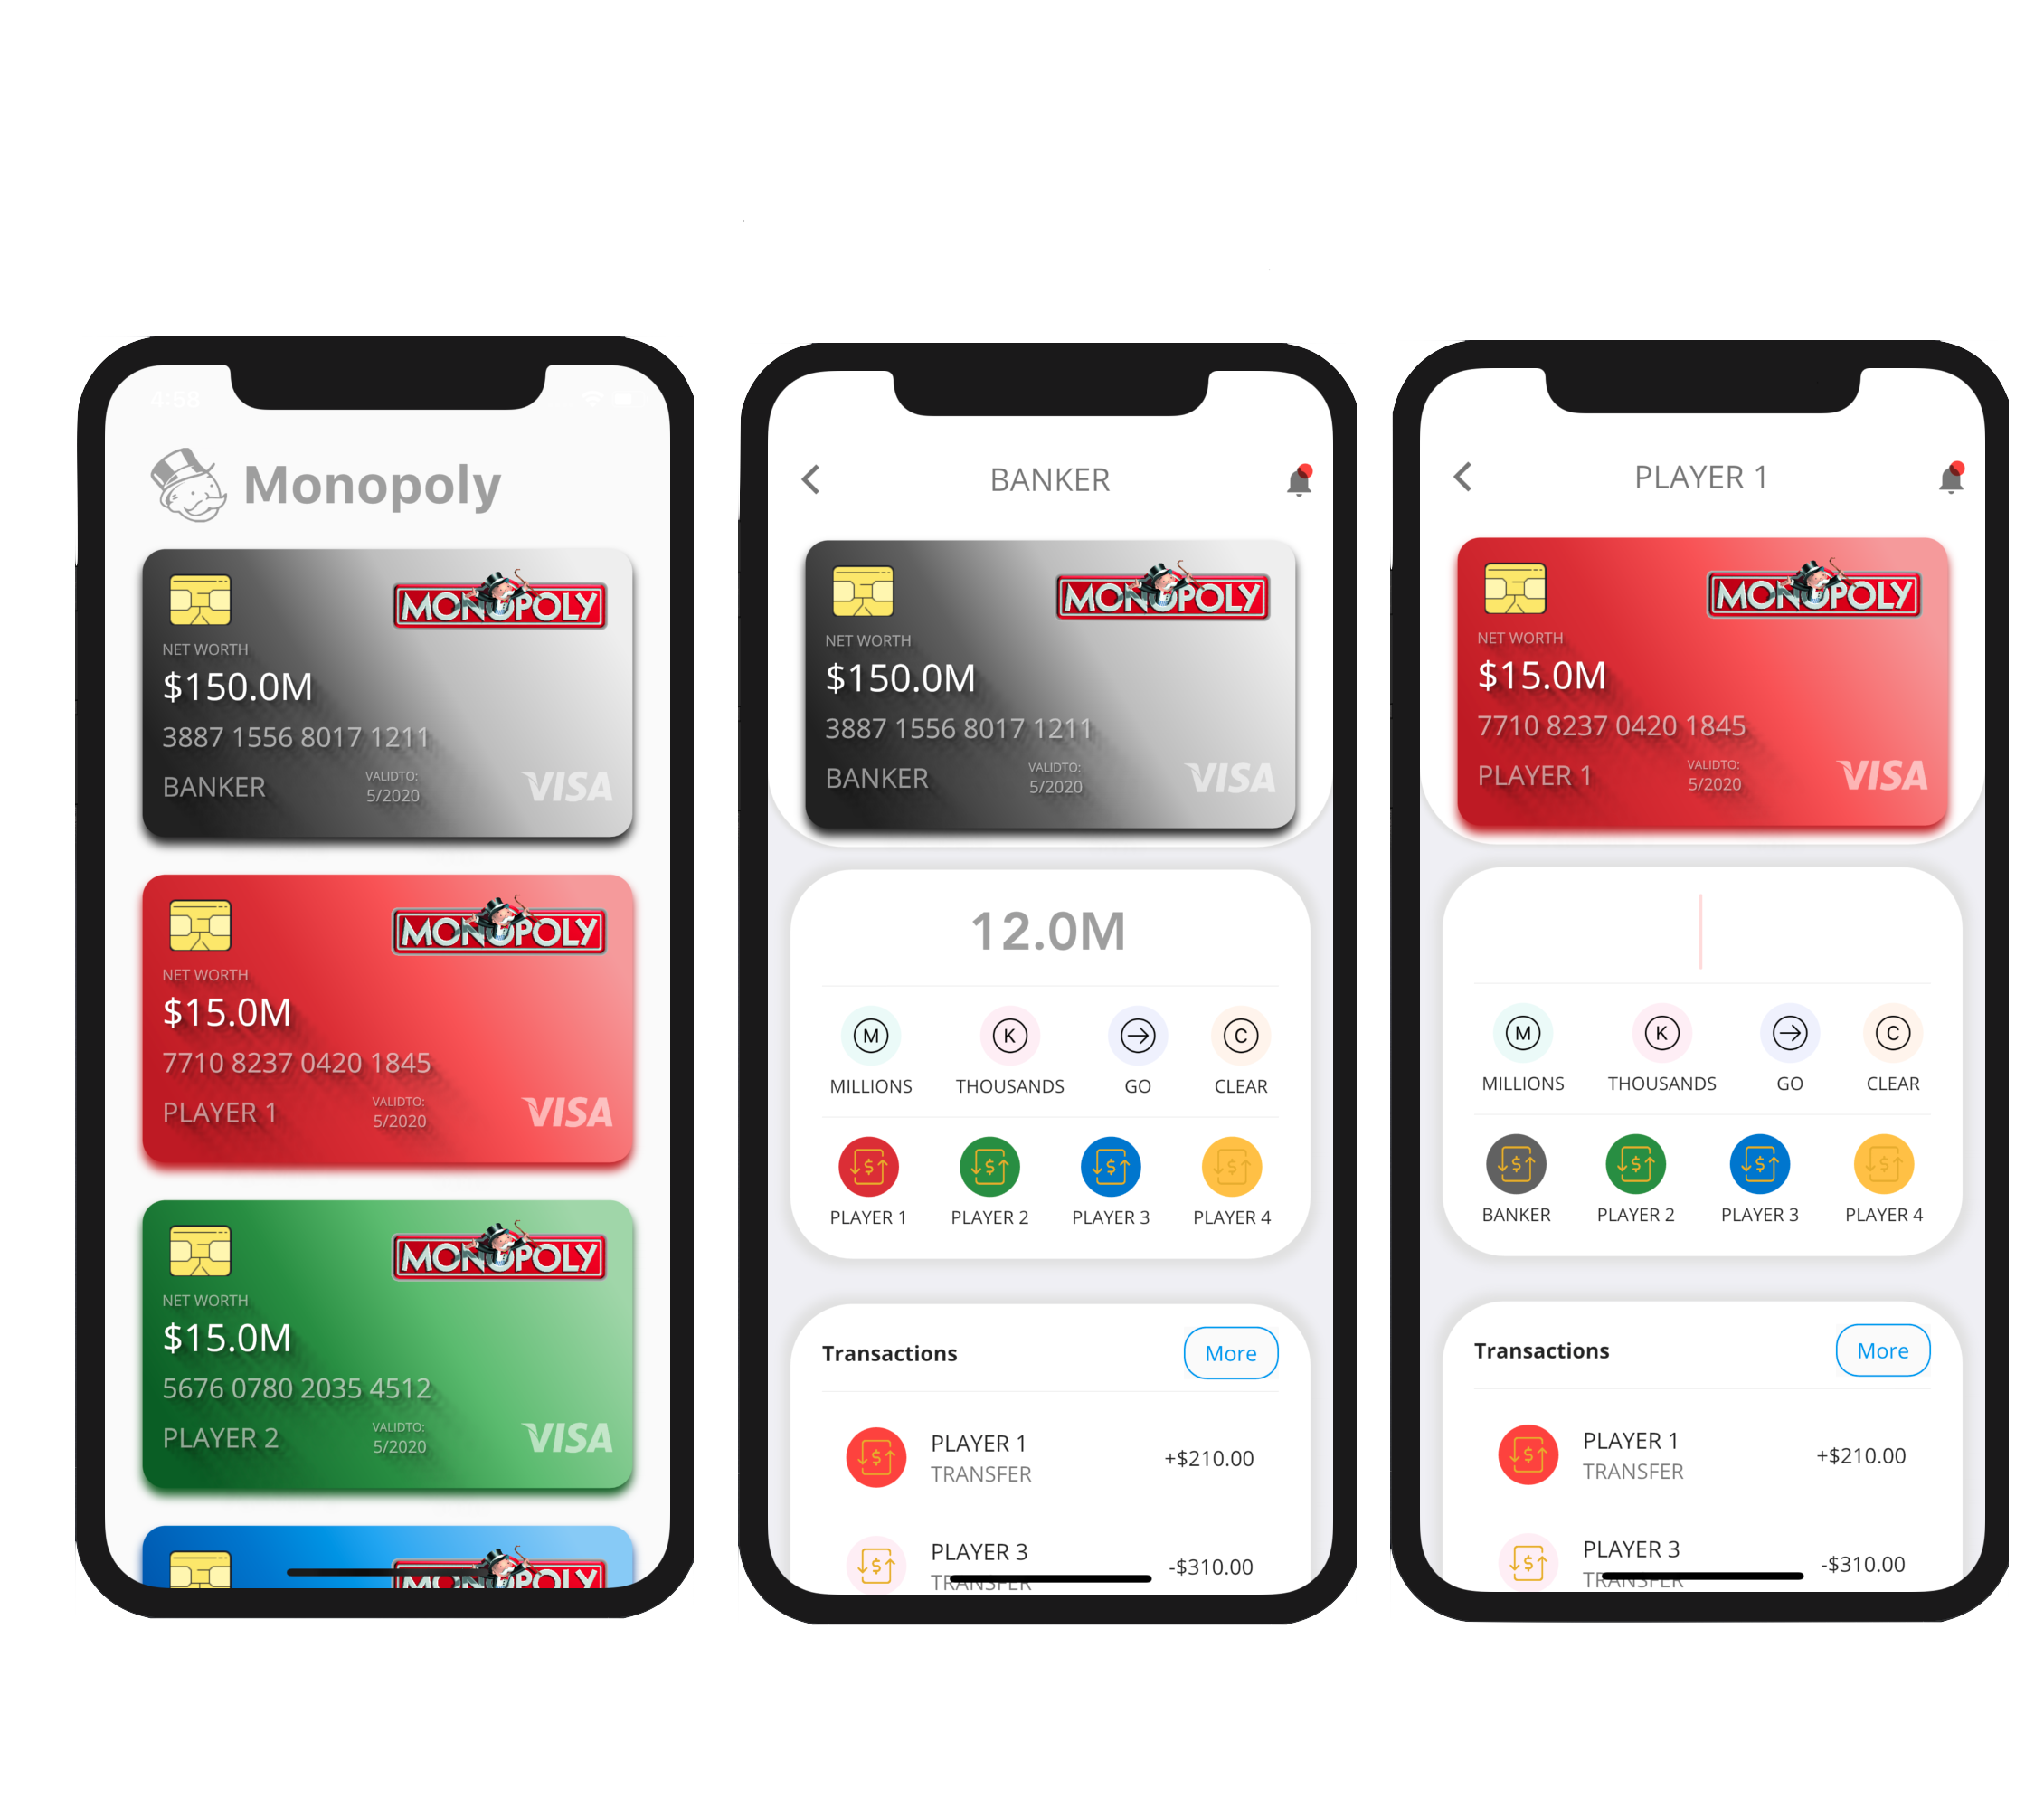 4:58
Monopoly
MONOPOLY
NET WORTH
$150.0M
3887 1556 8017 1211
BANKER
VALIDTO:
5/2020
VISA
MONOPOLY
NET WORTH
$15.0M
7710 8237 0420 1845
PLAYER 1
VALIDTO:
5/2020
VISA
MONOPOLY
NET WORTH
$15.0M
5676 0780 2035 4512
PLAYER 2
VALIDTO:
5/2020
VISA
MONOPOLY
BANKER
MONOPOLY
NET WORTH
$150.0M
3887 1556 8017 1211
BANKER
VALIDTO:
5/2020
VISA
12.0M
M K C
MILLIONS THOUSANDS GO CLEAR
$ $ $ $
PLAYER 1 PLAYER 2 PLAYER 3 PLAYER 4
Transactions More
$ PLAYER 1 +$210.00
TRANSFER
$ PLAYER 3 -$310.00
TRANSFER
PLAYER 1
MONOPOLY
NET WORTH
$15.0M
7710 8237 0420 1845
PLAYER 1
VALIDTO:
5/2020
VISA
M K C
MILLIONS THOUSANDS GO CLEAR
$ $ $ $
BANKER PLAYER 2 PLAYER 3 PLAYER 4
Transactions More
$ PLAYER 1 +$210.00
TRANSFER
$ PLAYER 3 -$310.00
TRANSFER